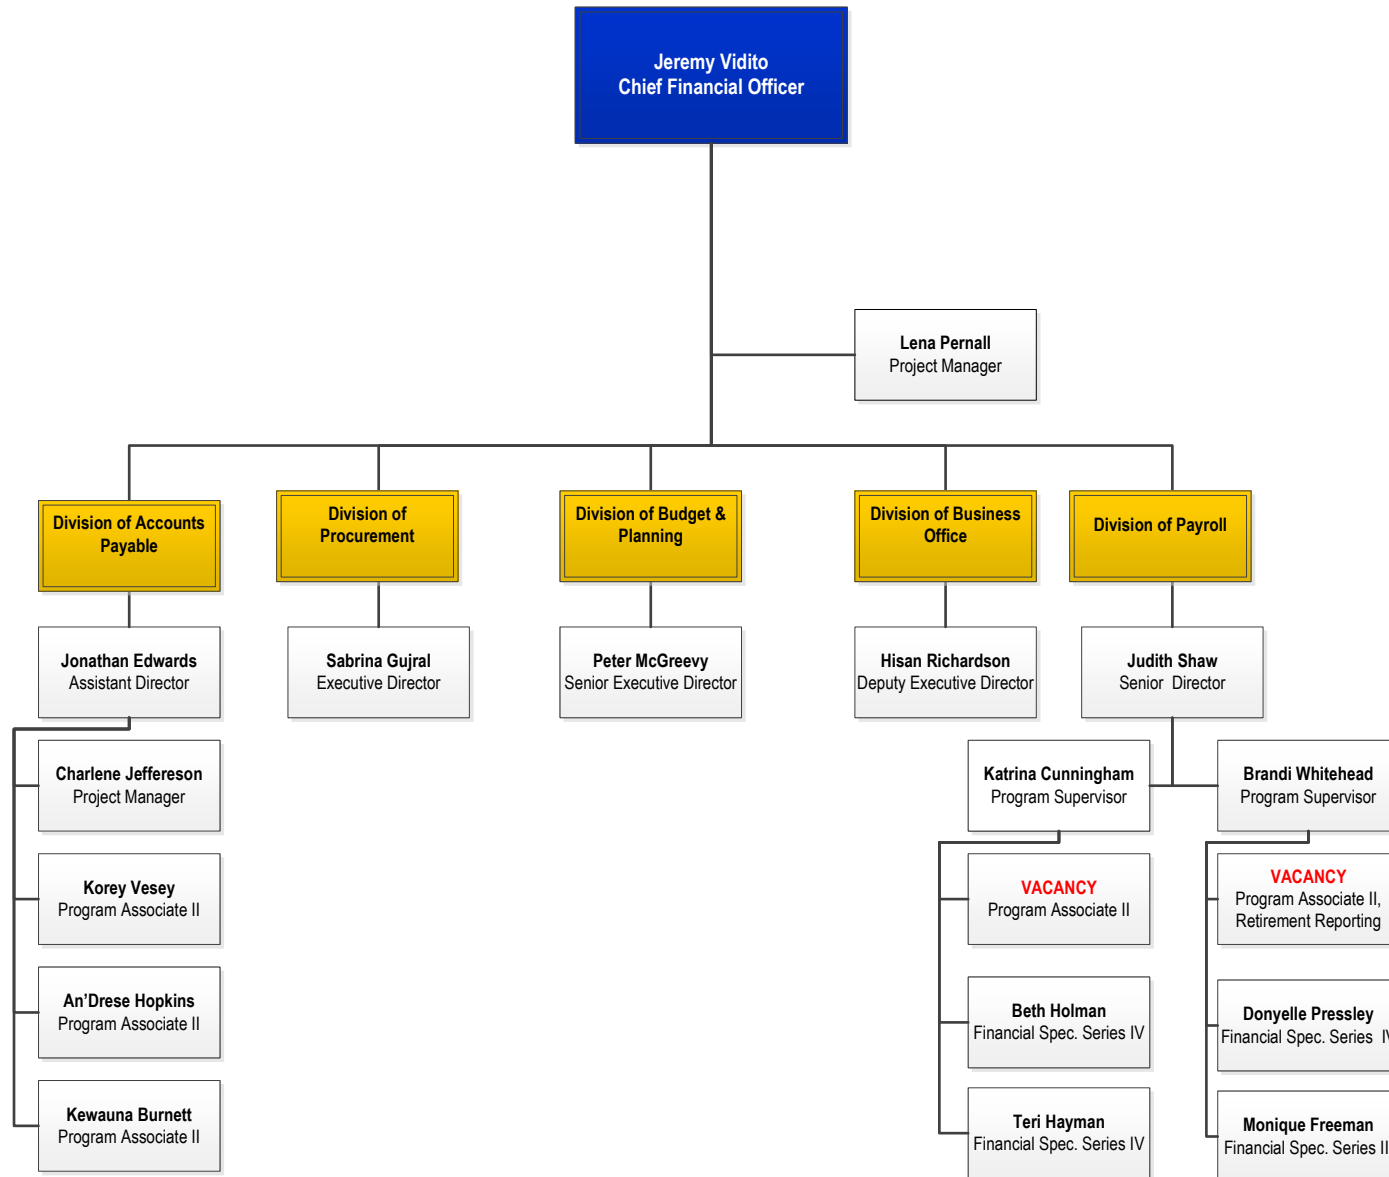 Jeremy Vidito
Chief Financial Officer
Lena Pernall
Project Manager
Division of Accounts
Payable
Division of
Procurement
Division of Budget &
Planning
Division of Business
Office
Division of Payroll
Jonathan Edwards
Assistant Director
Sabrina Gujral
Executive Director
Peter McGreevy
Senior Executive Director
Hisan Richardson
Deputy Executive Director
Judith Shaw
Senior Director
Charlene Jeffereson
Project Manager
Katrina Cunningham
Program Supervisor
Brandi Whitehead
Program Supervisor
Korey Vesey
Program Associate II
VACANCY
Program Associate II
VACANCY
Program Associate II,
Retirement Reporting
An'Drese Hopkins
Program Associate II
Beth Holman
Financial Spec. Series IV
Donyelle Pressley
Financial Spec. Series IV
Kewauna Burnett
Program Associate II
Teri Hayman
Financial Spec. Series IV
Monique Freeman
Financial Spec. Series II